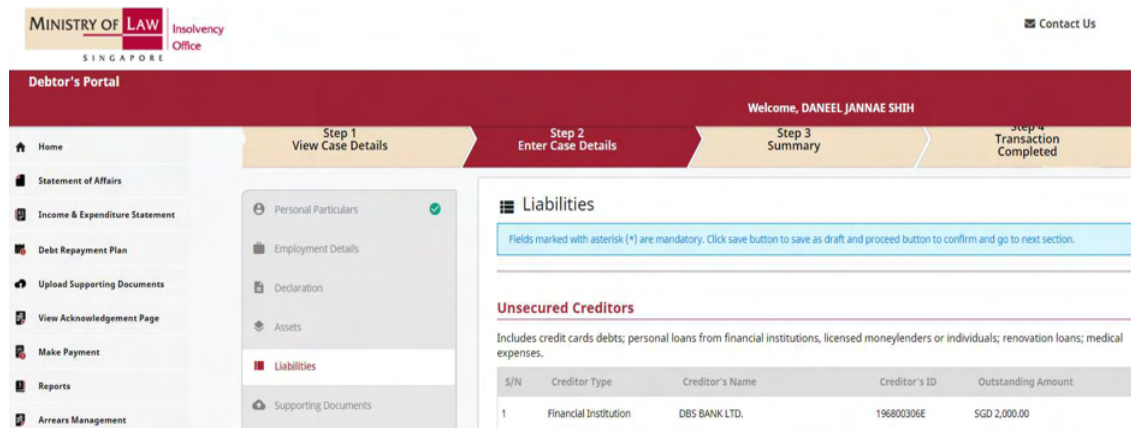 MINISTRY OF LAW
Insolvency
Office
SINGAPORE
Contact Us
Debtor's Portal
Welcome, DANEEL JANNAE SHIH
Home
Statement of Affairs
Income & Expenditure Statement
Debt Repayment Plan
Upload Supporting Documents
View Acknowledgement Page
Make Payment
Reports
Arrears Management
Step 1
View Case Details
Step 2
Enter Case Details
Step 3
Summary
Step 4
Transaction
Completed
Personal Particulars
Employment Details
Declaration
Assets
Liabilities
Supporting Documents
Liabilities
Fields marked with asterisk (*) are mandatory. Click save button to save as draft and proceed button to confirm and go to next section.
Unsecured Creditors
Includes credit cards debts; personal loans from financial institutions, licensed moneylenders or individuals; renovation loans; medical
expenses.
S/N Creditor Type Creditor's Name Creditor's ID Outstanding Amount
1 Financial Institution DBS BANK LTD. 196800306E SGD 2,000.00